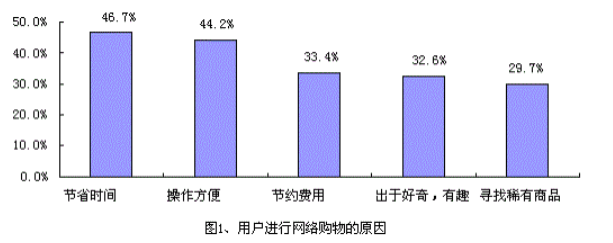 50.0%
40.0%
30.0%
20.0%
10.0%
0.0%
46.7%
44.2%
33.4%
32.6%
29.7%
节省时间
操作方便
节约费用
出于好奇，有趣
寻找稀有商品
图1、用户进行网络购物的原因